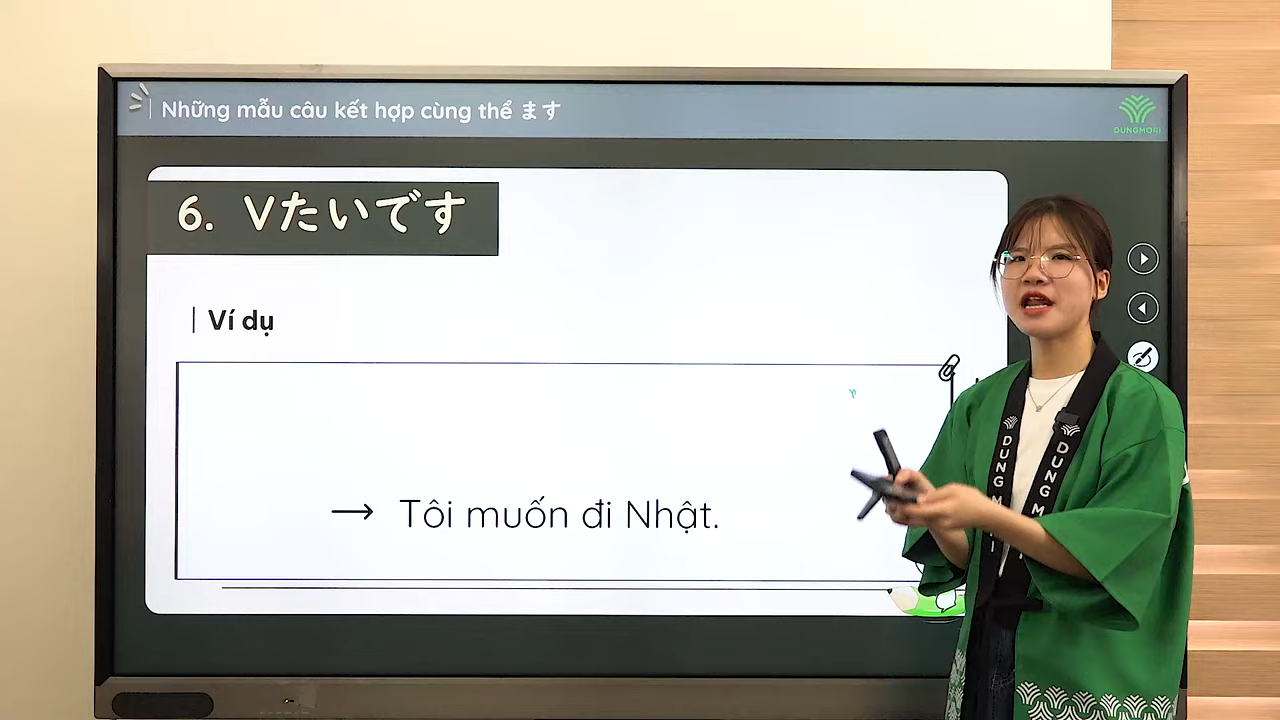 Những mẫu câu kết hợp cùng thể ます
DUNGMORI
6. Vたいです
Ví dụ
→ Tôi muốn đi Nhật.
DUNG M
DUNG M